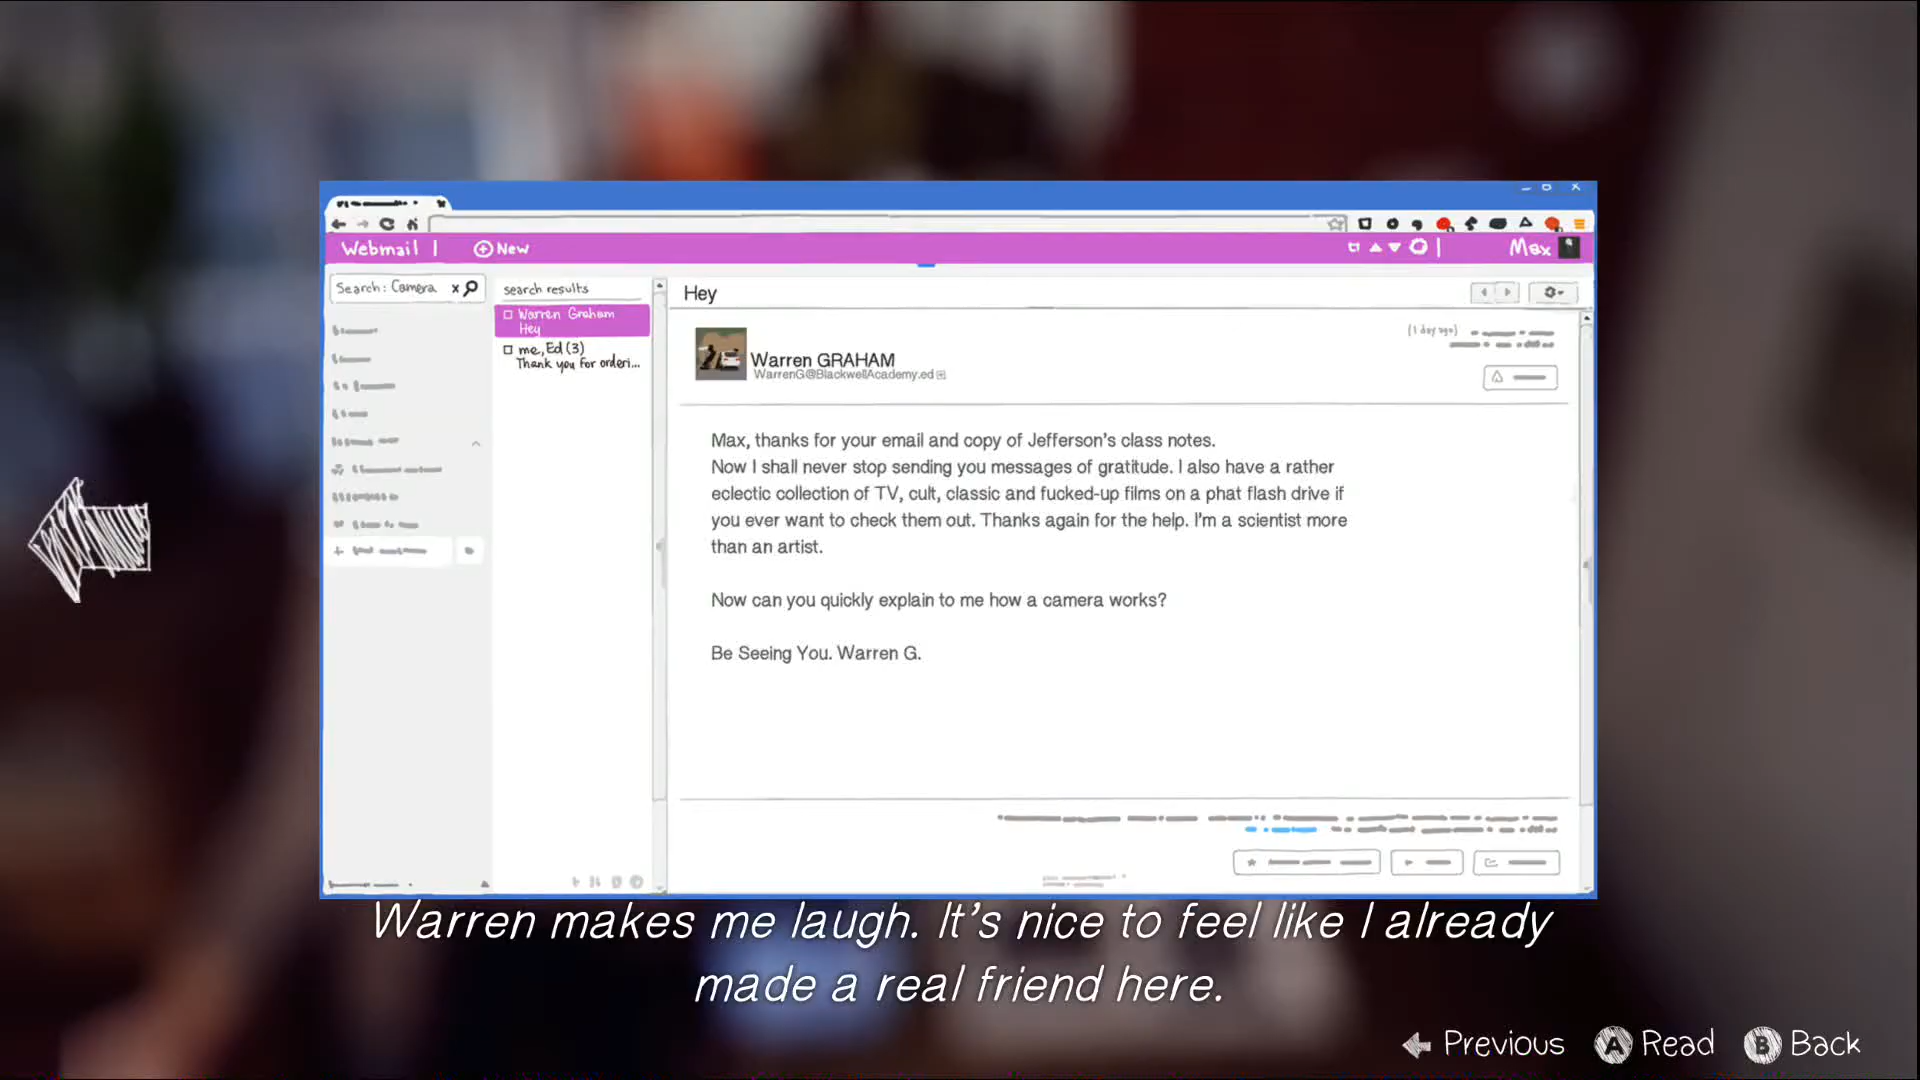 Webmail |
New
Max
Search: Camera x
search results
Warren Graham
Hey
me, Ed (3)
Thank you for orderi...
Hey
(1 day ago)
Warren GRAHAM
WarrenG@BlackwellAcademy.ed
Max, thanks for your email and copy of Jefferson's class notes.
Now I shall never stop sending you messages of gratitude. I also have a rather
eclectic collection of TV, cult, classic and fucked-up films on a phat flash drive if
you ever want to check them out. Thanks again for the help. I'm a scientist more
than an artist.
Now can you quickly explain to me how a camera works?
Be Seeing You. Warren G.
Warren makes me laugh. It's nice to feel like I already
made a real friend here.
Previous
A Read
B Back